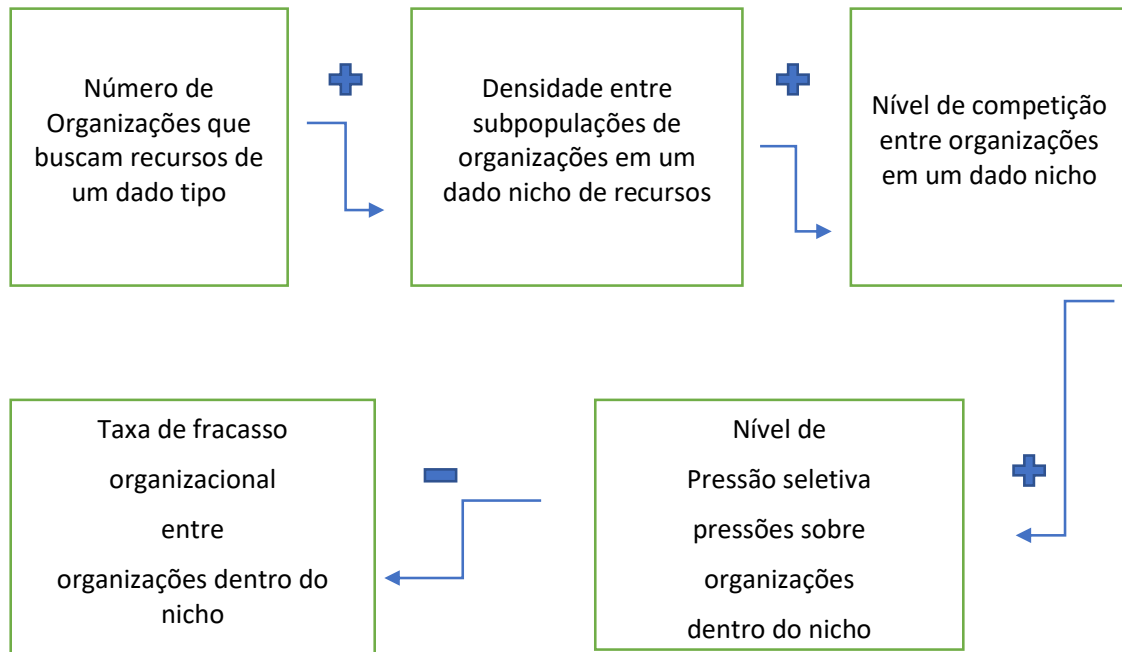 Número de
Organizações que
buscam recursos de
um dado tipo
Densidade entre
subpopulações de
organizações em um
dado nicho de recursos
Nível de competição
entre organizações
em um dado nicho
Taxa de fracasso
organizacional
entre
organizações dentro do
nicho
Nível de
Pressão seletiva
pressões sobre
organizações
dentro do nicho